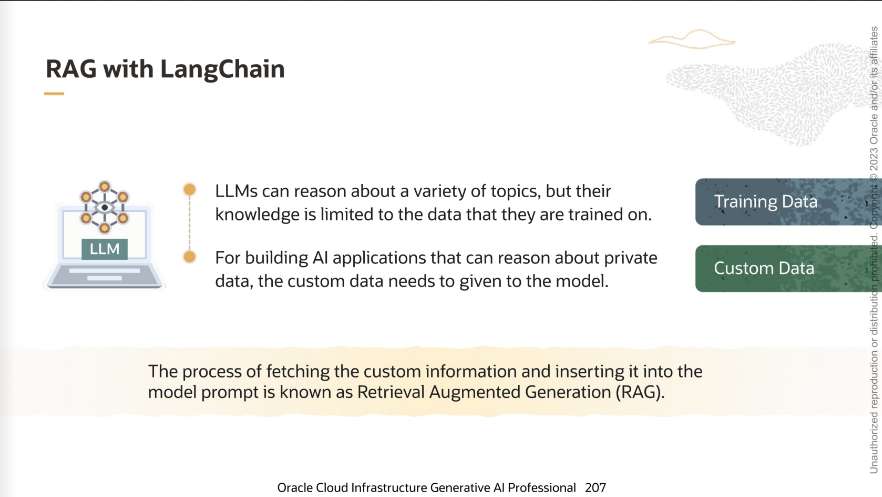 RAG with LangChain
LLM
LLMs can reason about a variety of topics, but their
knowledge is limited to the data that they are trained on.
Training Data
For building AI applications that can reason about private
data, the custom data needs to given to the model.
Custom Data
The process of fetching the custom information and inserting it into the
model prompt is known as Retrieval Augmented Generation (RAG).
Oracle Cloud Infrastructure Generative AI Professional 207
Unauthorized reproduction or distribution prohibited. Copyright © 2023 Oracle and/or its affiliates